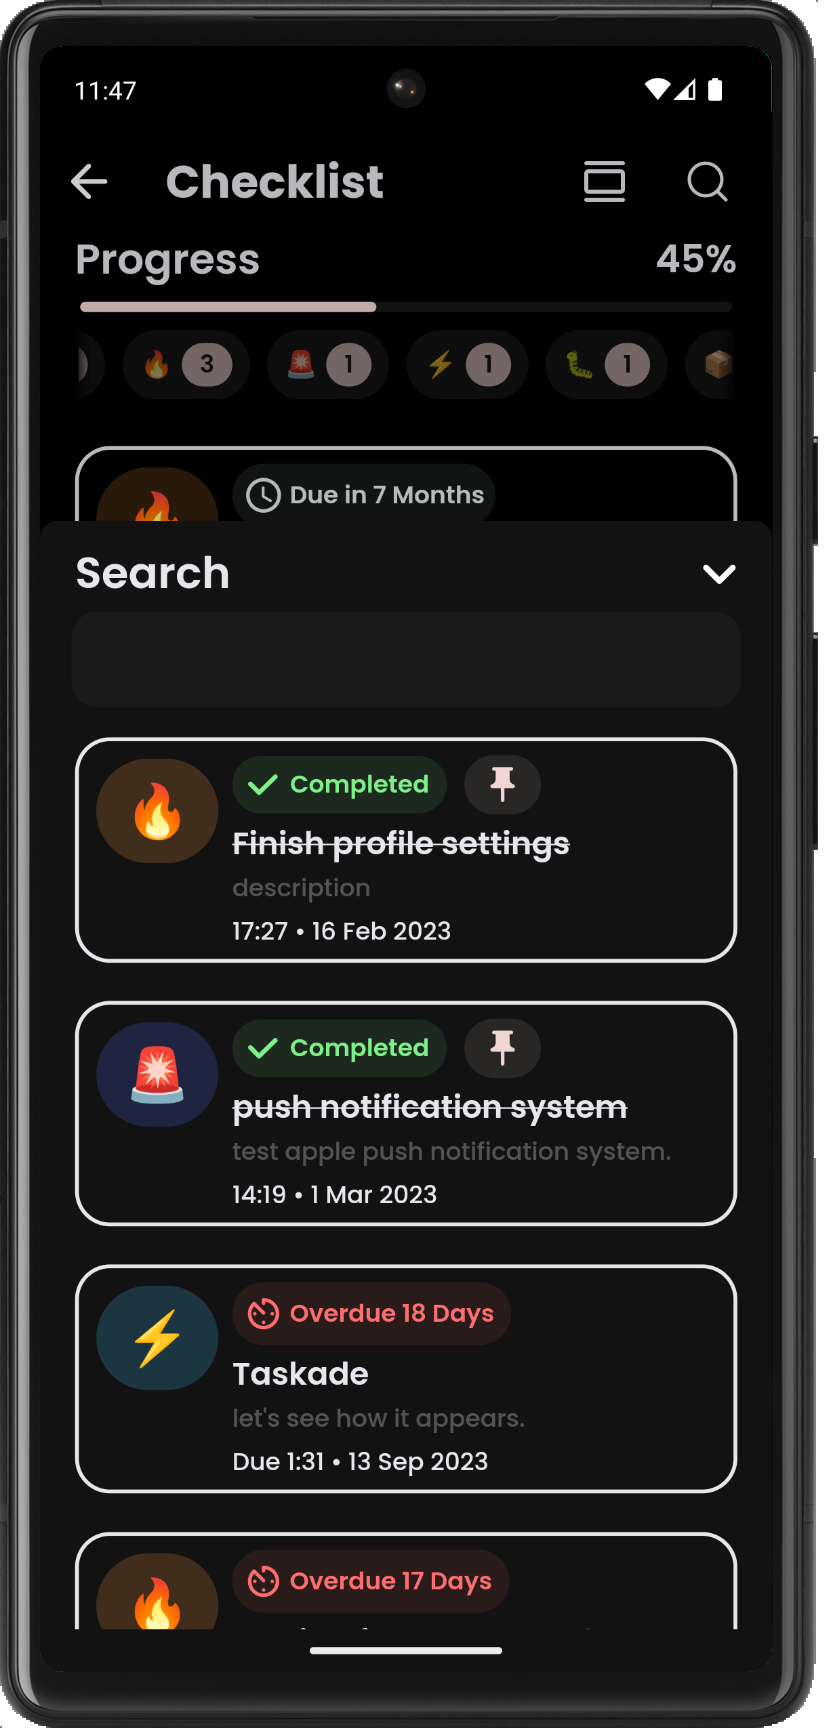 11:47
Checklist
Progress 45%
3 1 1 1
Due in 7 Months
Search
Completed
Finish profile settings
description
17:27 • 16 Feb 2023
Completed
push notification system
test apple push notification system.
14:19 • 1 Mar 2023
Overdue 18 Days
Taskade
let's see how it appears.
Due 1:31 • 13 Sep 2023
Overdue 17 Days